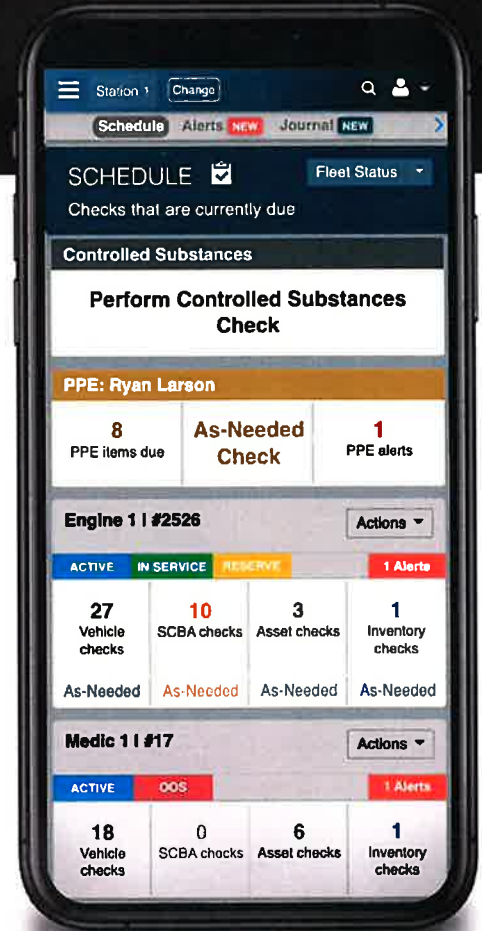 Station 1 Change
Schedule Alerts NEW Journal NEW
SCHEDULE Fleet Status
Checks that are currently due
Controlled Substances
Perform Controlled Substances
Check
PPE: Ryan Larson
8 As-Needed 1
PPE items due Check PPE alerts
Engine 1 | #2526 Actions
ACTIVE IN SERVICE RESERVE 1 Alerts
27 10 3 1
Vehicle SCBA checks Asset checks Inventory
checks checks
As-Needed As-Needed As-Needed As-Needed
Medic 1 | #17 Actions
ACTIVE OOS 1 Alerts
18 0 6 1
Vehicle SCBA checks Asset checks Inventory
checks checks